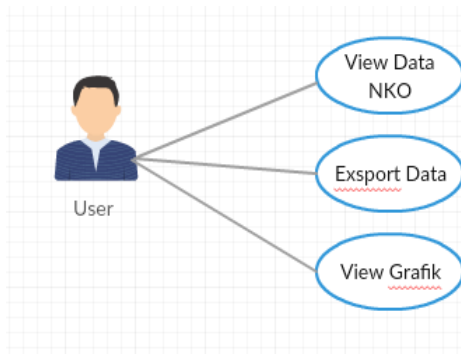 View Data
NKO
Exsport Data
User
View Grafik